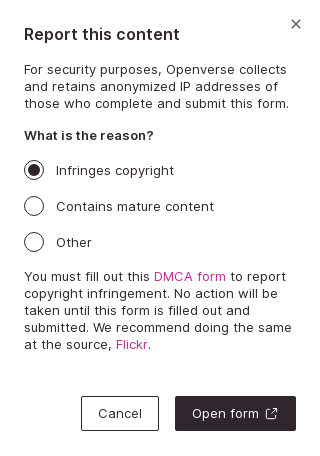 Report this content
For security purposes, Openverse collects
and retains anonymized IP addresses of
those who complete and submit this form.
What is the reason?
Infringes copyright
Contains mature content
Other
You must fill out this DMCA form to report
copyright infringement. No action will be
taken until this form is filled out and
submitted. We recommend doing the same
at the source, Flickr.
Cancel
Open form